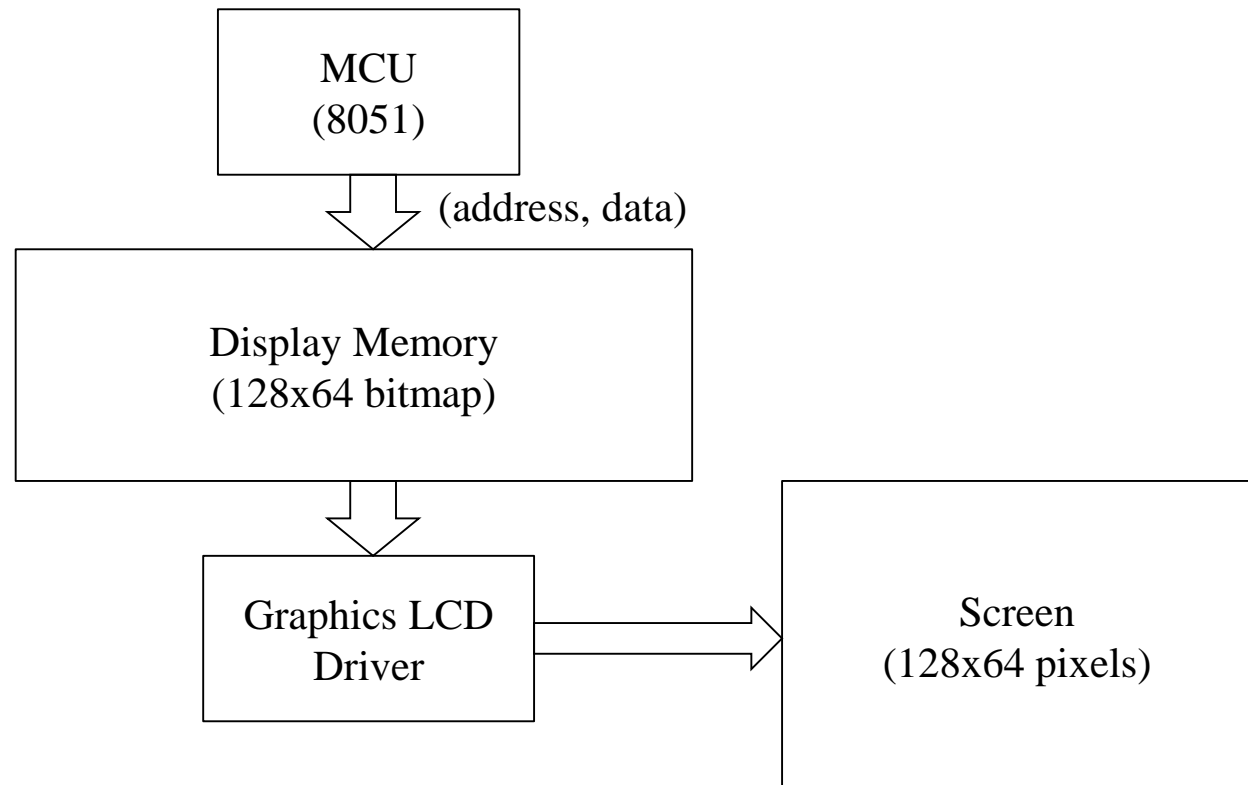 MCU
(8051)
(address, data)
Display Memory
(128x64 bitmap)
Graphics LCD
Driver
Screen
(128x64 pixels)